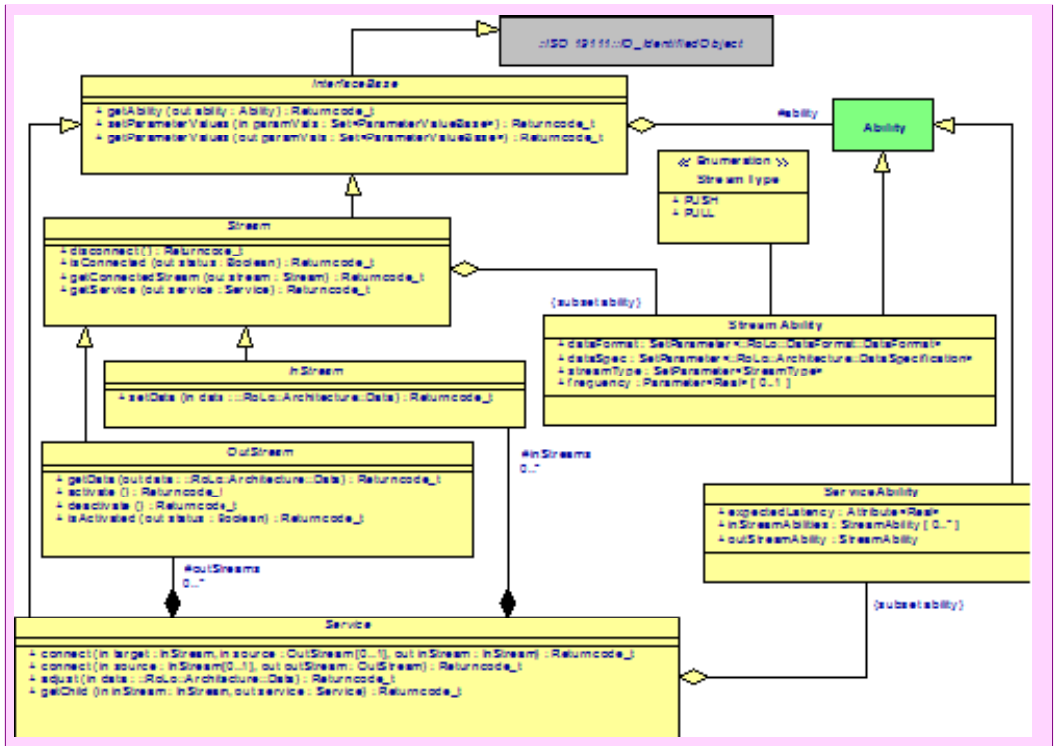 ::ISO 19111::IO_IdentifiedObject
InterfaceBase
+ getAbility (out ability : Ability) : Returncode_t
+ setParameterValues (in paramVals : Set<ParameterValueBase>) : Returncode_t
+ getParameterValues (out paramVals : Set<ParameterValueBase>) : Returncode_t
#ability
Ability
« Enumeration »
Stream Type
+ PUSH
+ PULL
Stream
+ disconnect () : Returncode_t
+ isConnected (out status : Boolean) : Returncode_t
+ getConnectedStream (out stream : Stream) : Returncode_t
+ getService (out service : Service) : Returncode_t
{subset ability}
Stream Ability
+ dataFormat : SetParameter<::RoLo::DataFormat::DataFormat>
+ dataSpec : SetParameter<::RoLo::Architecture::DataSpecification>
+ streamType : SetParameter<StreamType>
+ frequency : Parameter<Real> [ 0..1 ]
InStream
+ setData (in data : ::RoLo::Architecture::Data) : Returncode_t
OutStream
+ getData (out data : ::RoLo::Architecture::Data) : Returncode_t
+ activate () : Returncode_t
+ deactivate () : Returncode_t
+ isActivated (out status : Boolean) : Returncode_t
#inStreams
0..*
ServiceAbility
+ expectedLatency : Attribute<Real>
+ inStreamAbilities : StreamAbility [ 0..* ]
+ outStreamAbility : StreamAbility
#outStreams
0..*
{subset ability}
Service
+ connect (in target : InStream, in source : OutStream[0..1], out inStream : InStream) : Returncode_t
+ connect (in source : InStream[0..1], out outStream : OutStream) : Returncode_t
+ adjust (in data : ::RoLo::Architecture::Data) : Returncode_t
+ getChild (in inStream : InStream, out service : Service) : Returncode_t